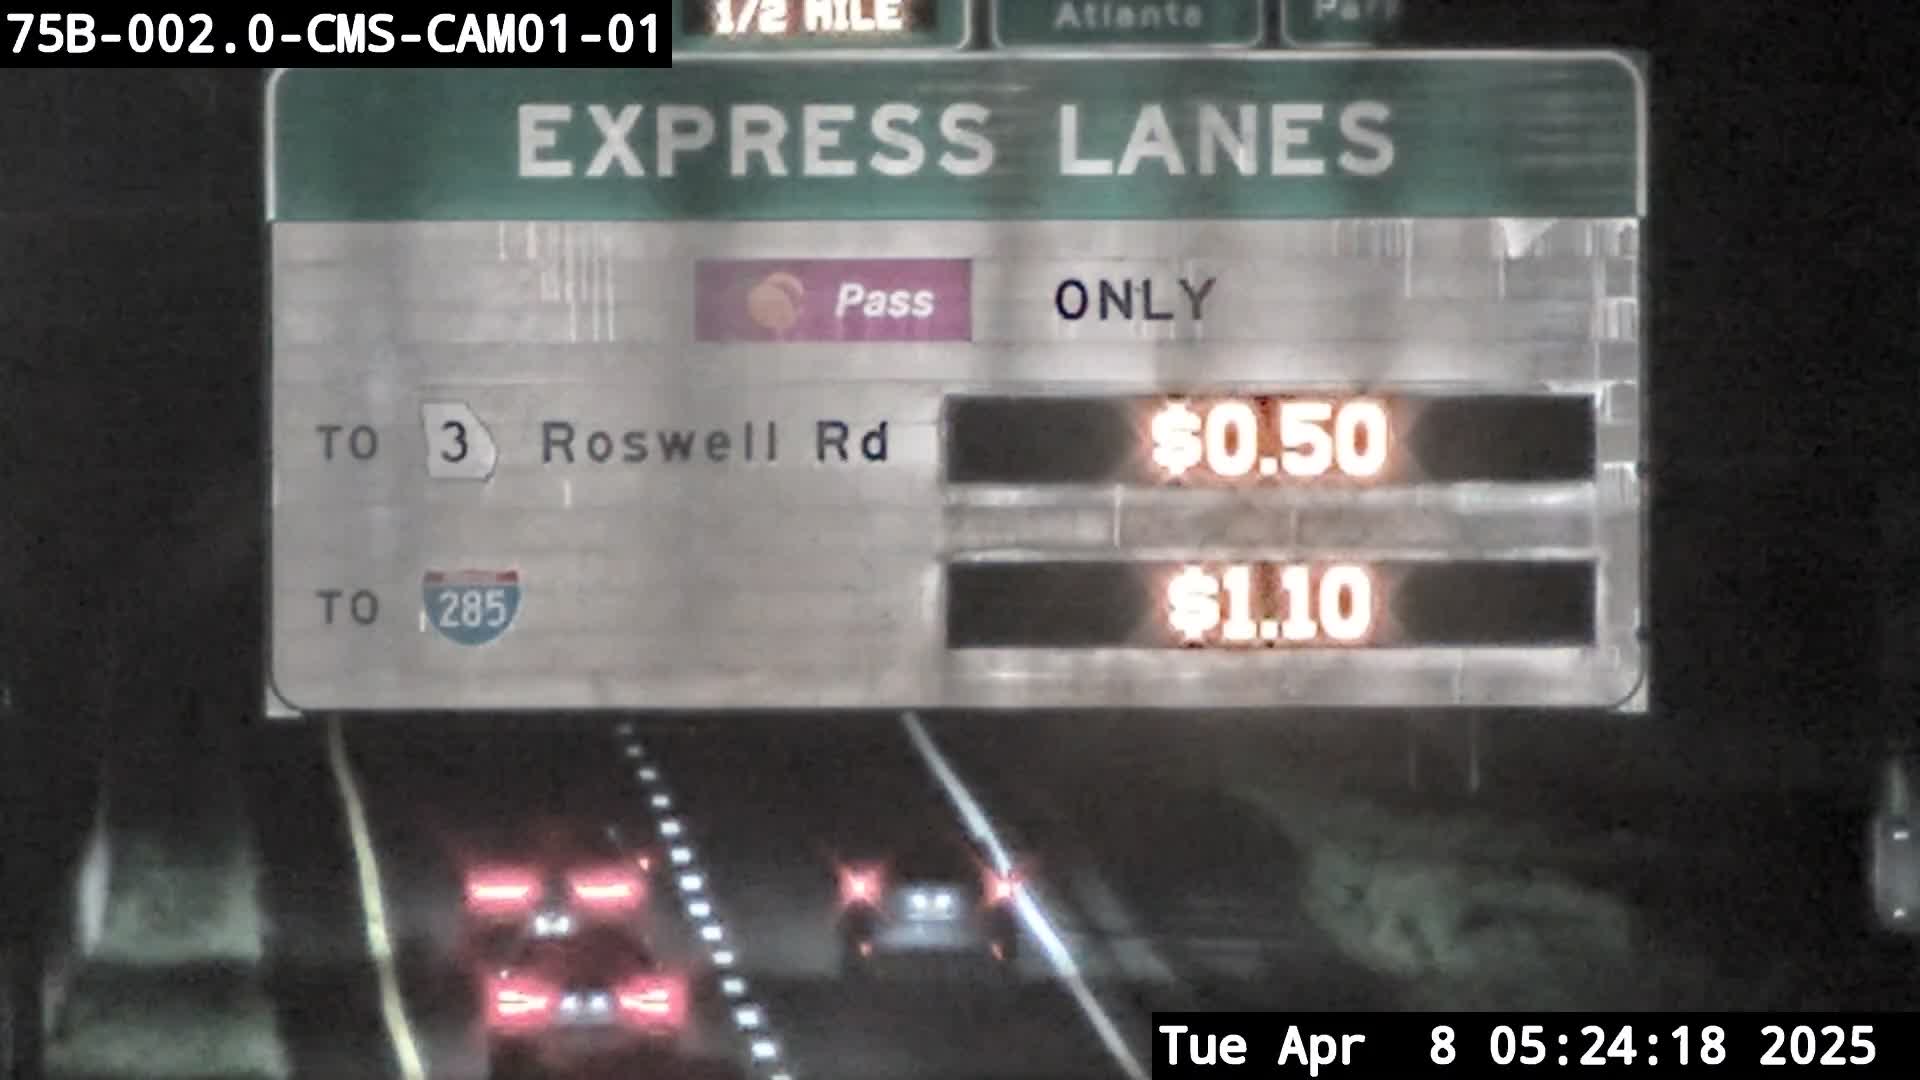 75B-002.0-CMS-CAM01-01
1/2 MILE
Atlanta
EXPRESS LANES
Pass ONLY
TO 3 Roswell Rd $0.50
TO 285 $1.10
Tue Apr 8 05:24:18 2025